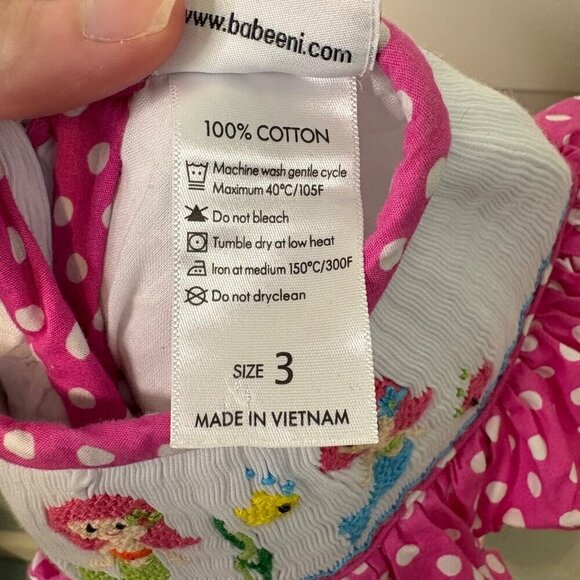 www.babeeni.com
100% COTTON
Machine wash gentle cycle
Maximum 40°C/105F
Do not bleach
Tumble dry at low heat
Iron at medium 150°C/300F
Do not dryclean
SIZE 3
MADE IN VIETNAM